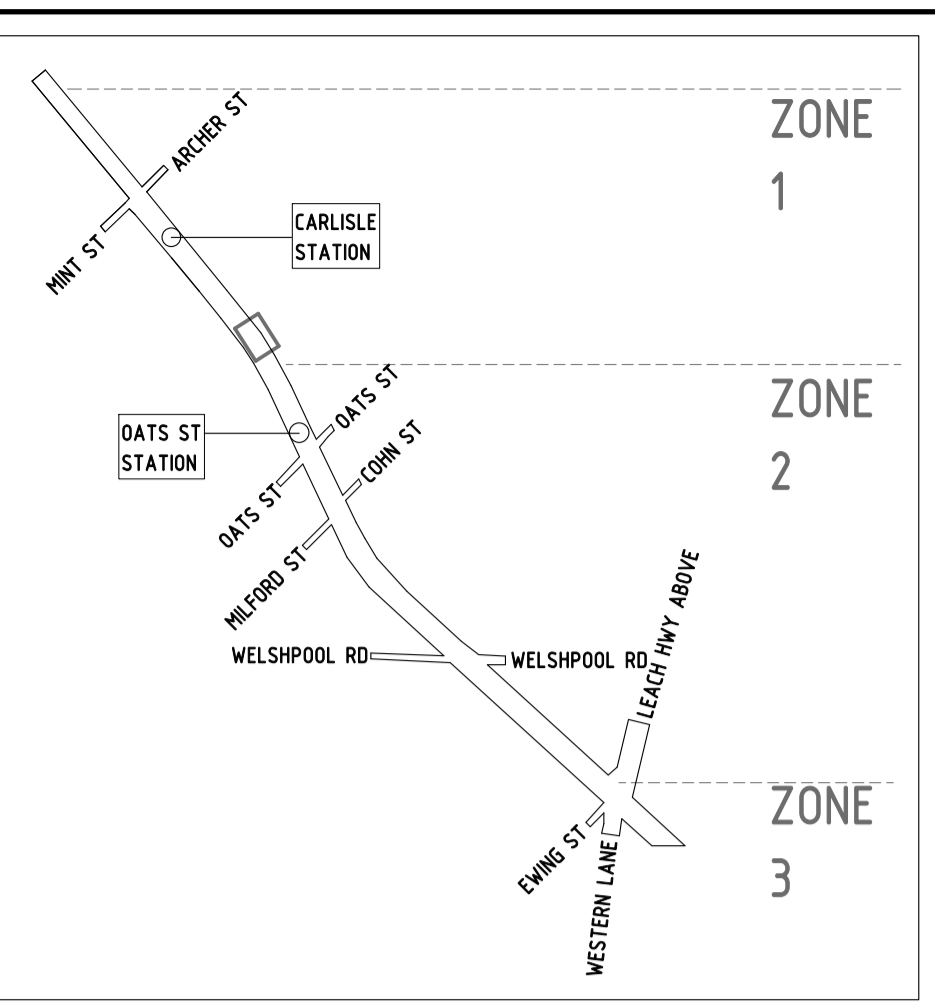 ZONE
1
ARCHER ST
MINT ST
CARLISLE
STATION
ZONE
2
OATS ST
OATS ST
STATION
COHN ST
OATS ST
MILFORD ST
WELSHPOOL RD
WELSHPOOL RD
LEACH HWY ABOVE
ZONE
3
EWING ST
WESTERN LANE